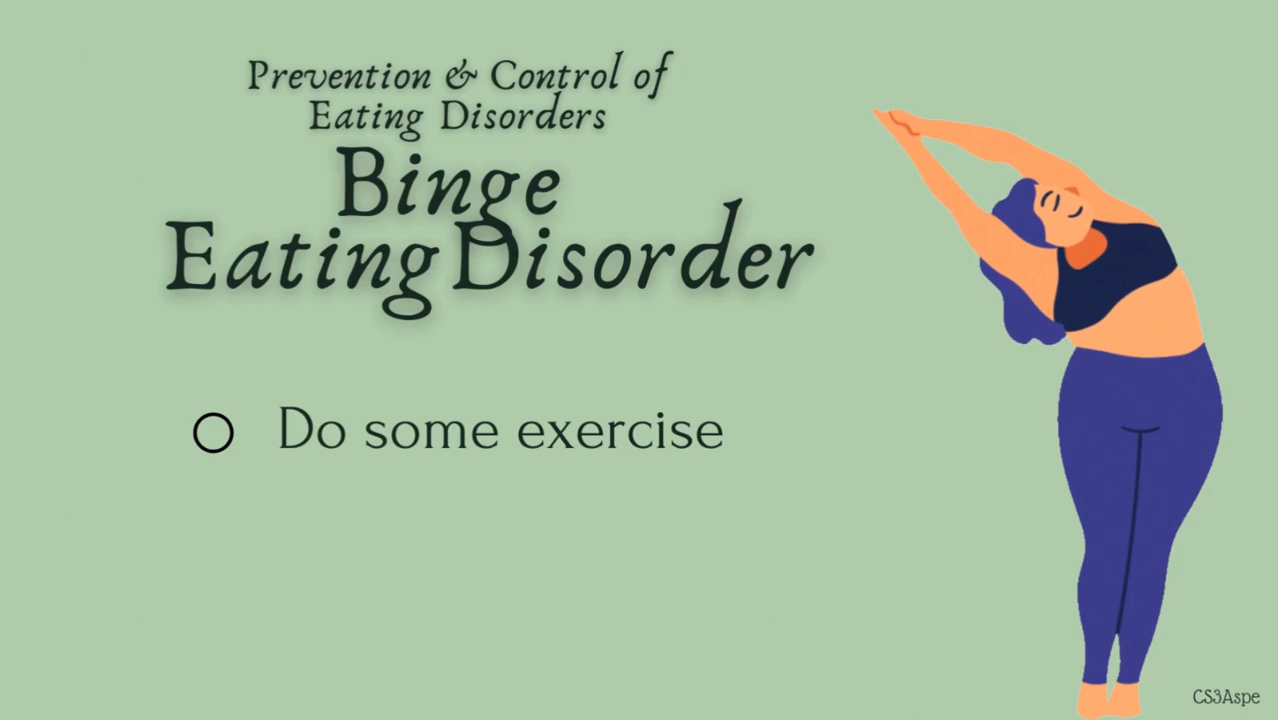 Prevention & Control of
Eating Disorders
Binge
Eating Disorder
Do some exercise
CS3Aspe